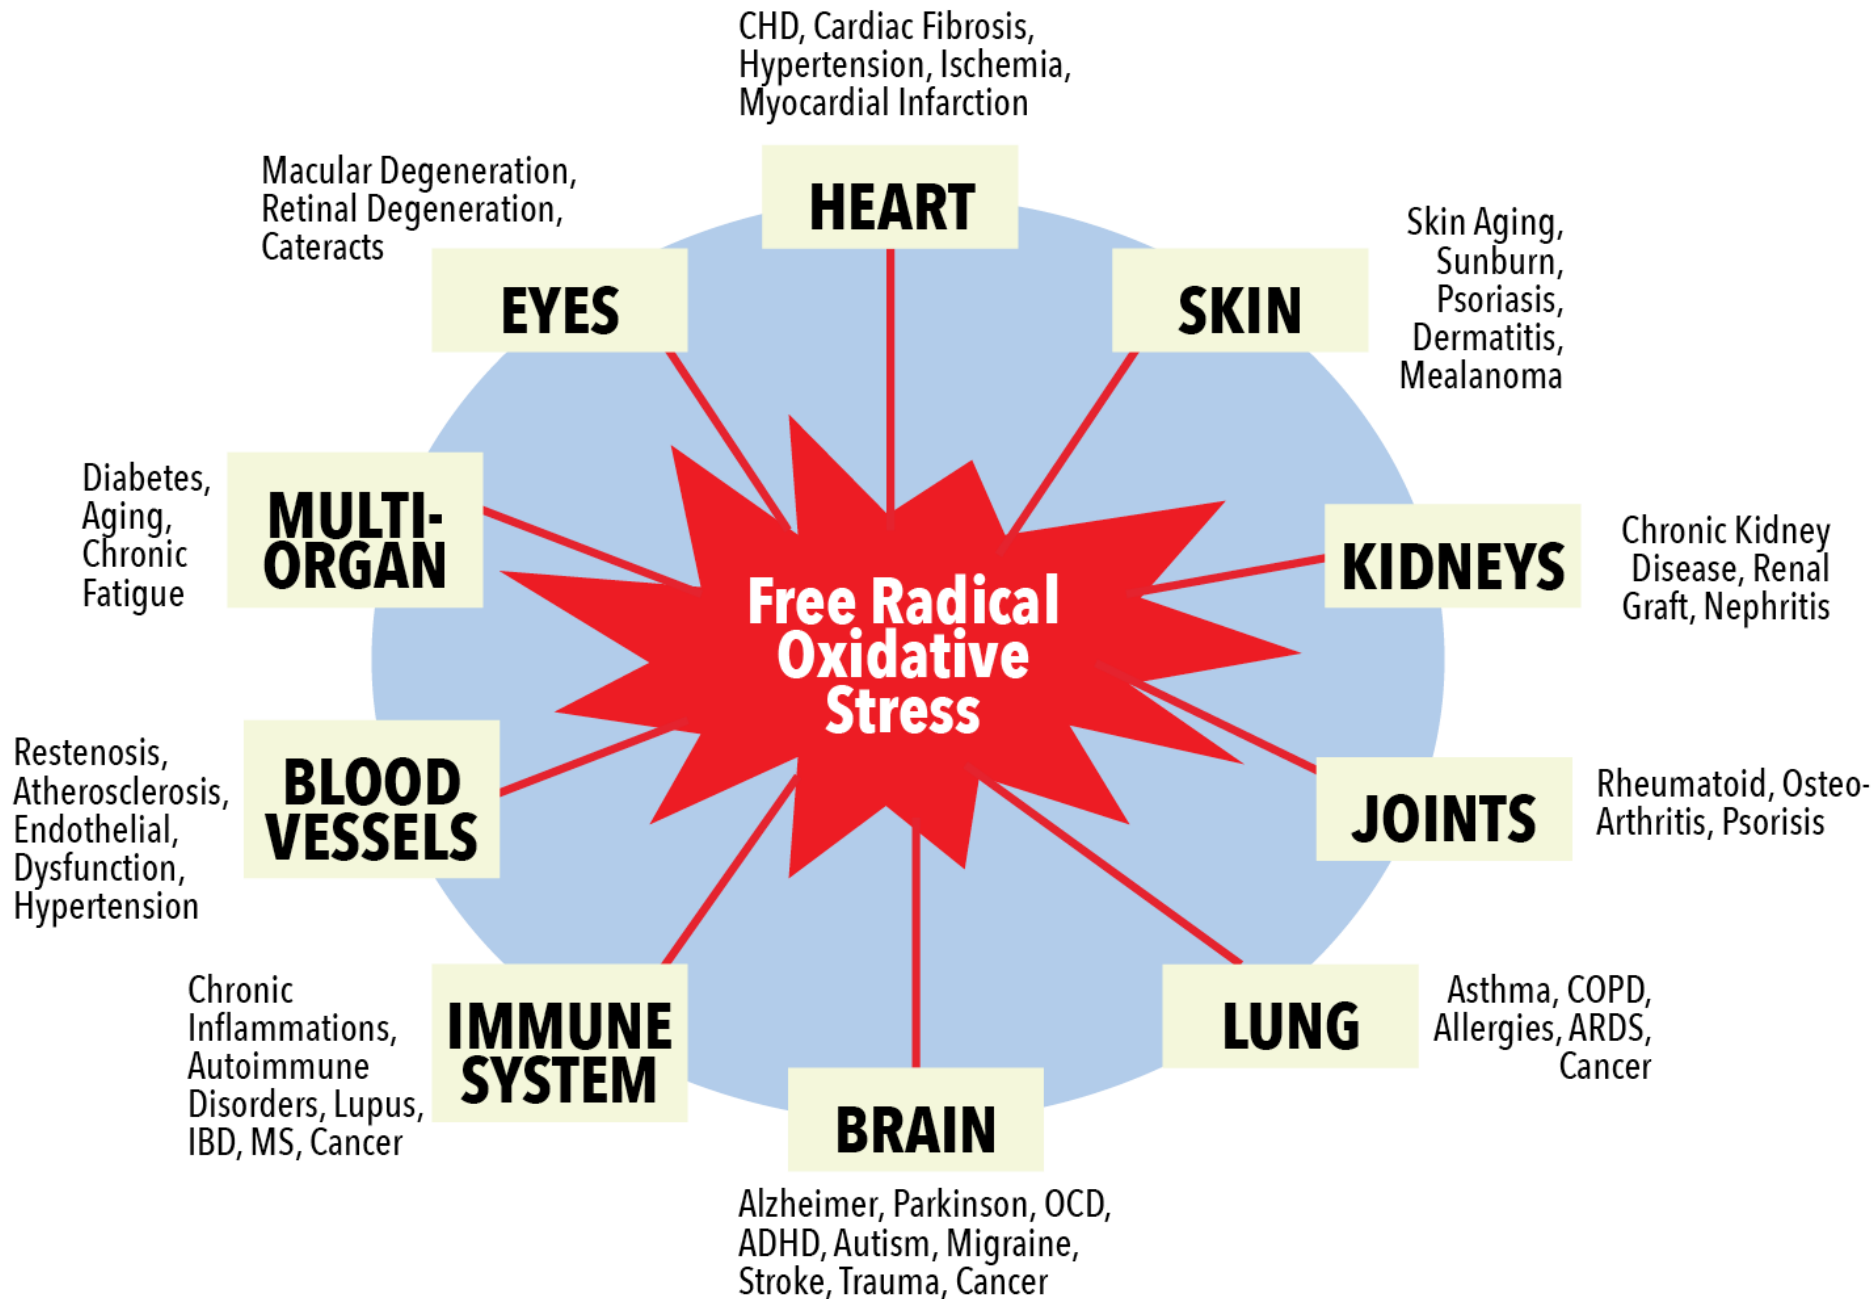 CHD, Cardiac Fibrosis,
Hypertension, Ischemia,
Myocardial Infarction
HEART
Macular Degeneration,
Retinal Degeneration,
Cateracts
EYES
Skin Aging,
Sunburn,
Psoriasis,
Dermatitis,
Mealanoma
SKIN
Diabetes,
Aging,
Chronic
Fatigue
MULTI-
ORGAN
Chronic Kidney
Disease, Renal
Graft, Nephritis
KIDNEYS
Free Radical
Oxidative
Stress
Restenosis,
Atherosclerosis,
Endothelial,
Dysfunction,
Hypertension
BLOOD
VESSELS
JOINTS
Rheumatoid, Osteo-
Arthritis, Psorisis
Chronic
Inflammations,
Autoimmune
Disorders, Lupus,
IBD, MS, Cancer
IMMUNE
SYSTEM
LUNG
Asthma, COPD,
Allergies, ARDS,
Cancer
BRAIN
Alzheimer, Parkinson, OCD,
ADHD, Autism, Migraine,
Stroke, Trauma, Cancer